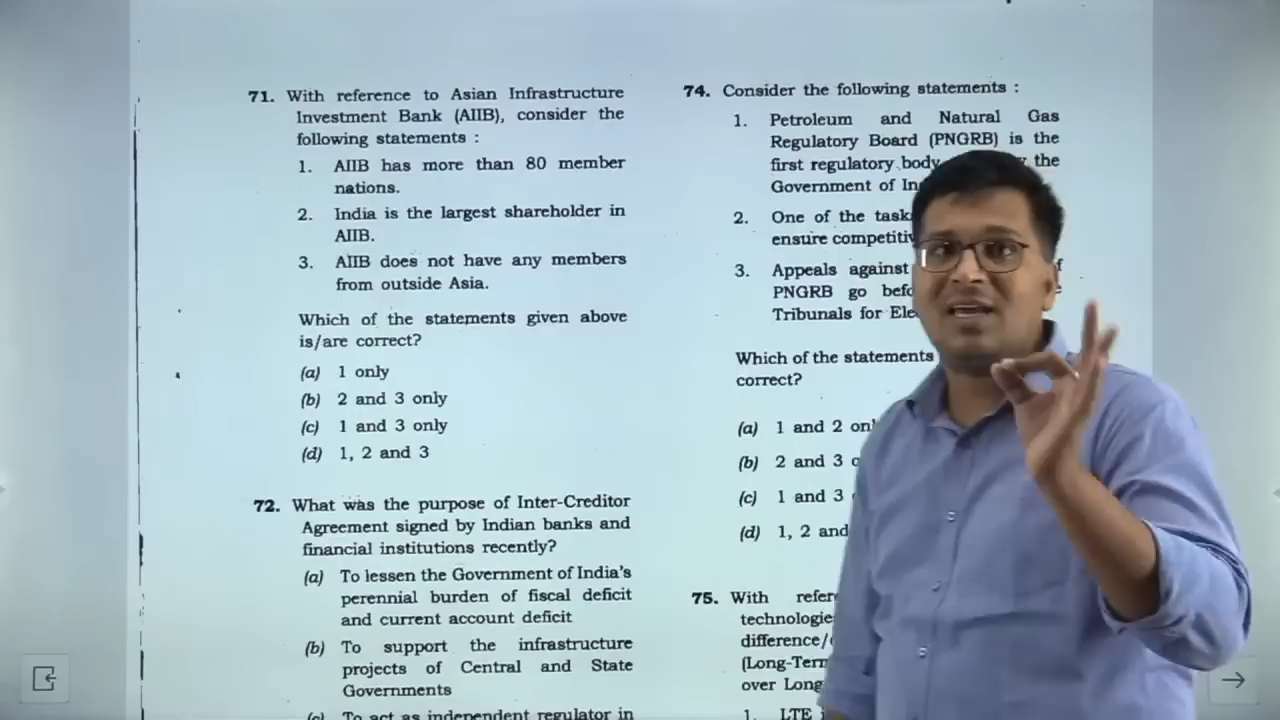 71. With reference to Asian Infrastructure
Investment Bank (AIIB), consider the
following statements :
1. AIIB has more than 80 member
nations.
2. India is the largest shareholder in
AIIB.
3. AIIB does not have any members
from outside Asia.
Which of the statements given above
is/are correct?
(a) 1 only
(b) 2 and 3 only
(c) 1 and 3 only
(d) 1, 2 and 3
72. What was the purpose of Inter-Creditor
Agreement signed by Indian banks and
financial institutions recently?
(a) To lessen the Government of India's
perennial burden of fiscal deficit
and current account deficit
(b) To support the infrastructure
projects of Central and State
Governments
(c) To act as independent regulator in
74. Consider the following statements :
1. Petroleum and Natural Gas
Regulatory Board (PNGRB) is the
first regulatory body the
Government of
2. One of the
ensure
3. Appeals against
PNGRB go
Tribunals for
Which of the statements
correct?
(a) 1 and 2
(b) 2 and 3
(c) 1 and 3
(d) 1, 2 and
75. With
(Long-Term
over Long
1. LTE